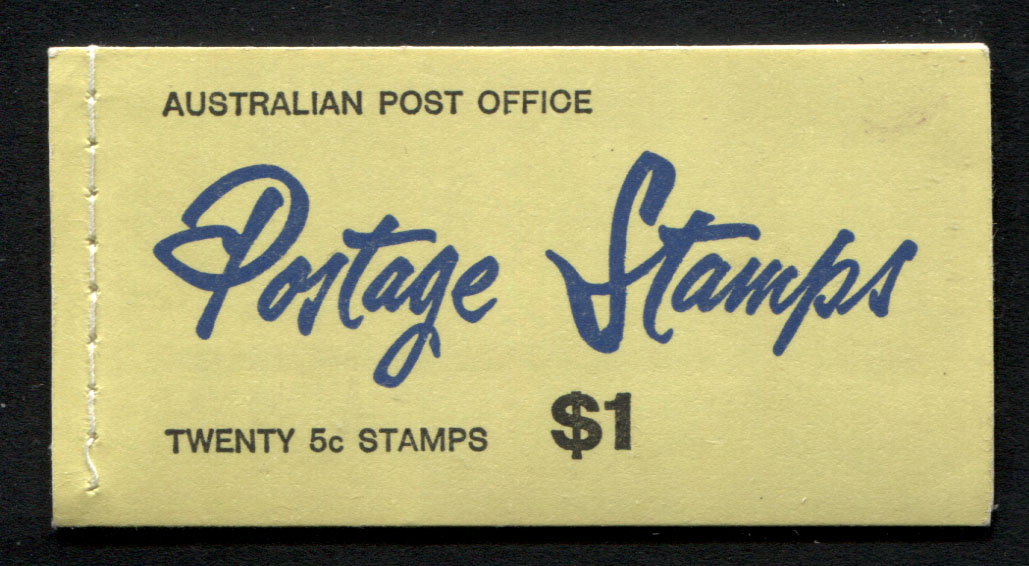 AUSTRALIAN POST OFFICE
Postage Stamps
TWENTY 5c STAMPS $1